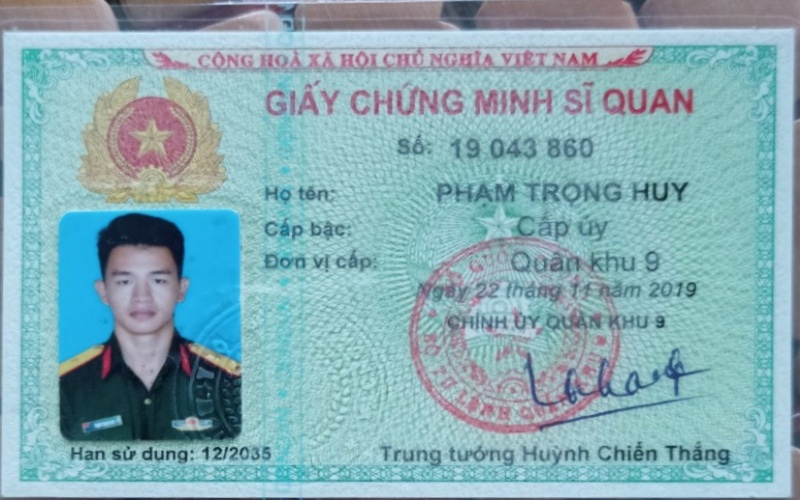 CỘNG HOÀ XÃ HỘI CHỦ NGHĨA VIỆT NAM
GIẤY CHỨNG MINH SĨ QUAN
Số: 19 043 860
Họ tên: PHẠM TRỌNG HUY
Cấp bậc: Cấp úy
Đơn vị cấp: Quân khu 9
Ngày 22 tháng 11 năm 2019
CHÍNH ỦY QUÂN KHU 9
Hạn sử dụng: 12/2035
Trung tướng Huỳnh Chiến Thắng